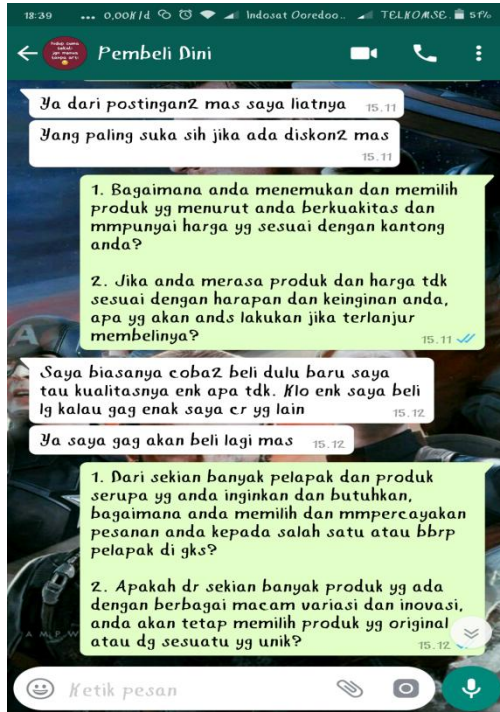 18:39 ... 0,00K/d Indosat Ooredoo.. TELKOMSE.. 51%
Pembeli Dini
Ya dari postingan2 mas saya liatnya 15.11
Yang paling suka sih jika ada diskon2 mas
15.11
1. Bagaimana anda menemukan dan memilih
produk yg menurut anda berkuakitas dan
mmpunyai harga yg sesuai dengan kantong
anda?
2. Jika anda merasa produk dan harga tdk
sesuai dengan harapan dan keinginan anda,
apa yg akan ands lakukan jika terlanjur
membelinya? 15.11
Saya biasanya coba2 beli dulu baru saya
tau kualitasnya enk apa tdk. Klo enk saya beli
lg kalau gag enak saya cr yg lain 15.12
Ya saya gag akan beli lagi mas 15.12
1. Dari sekian banyak pelapak dan produk
serupa yg anda inginkan dan butuhkan,
bagaimana anda memilih dan mmpercayakan
pesanan anda kepada salah satu atau bbrp
pelapak di gks?
2. Apakah dr sekian banyak produk yg ada
dengan berbagai macam variasi dan inovasi,
anda akan tetap memilih produk yg original
atau dg sesuatu yg unik? 15.12
Ketik pesan